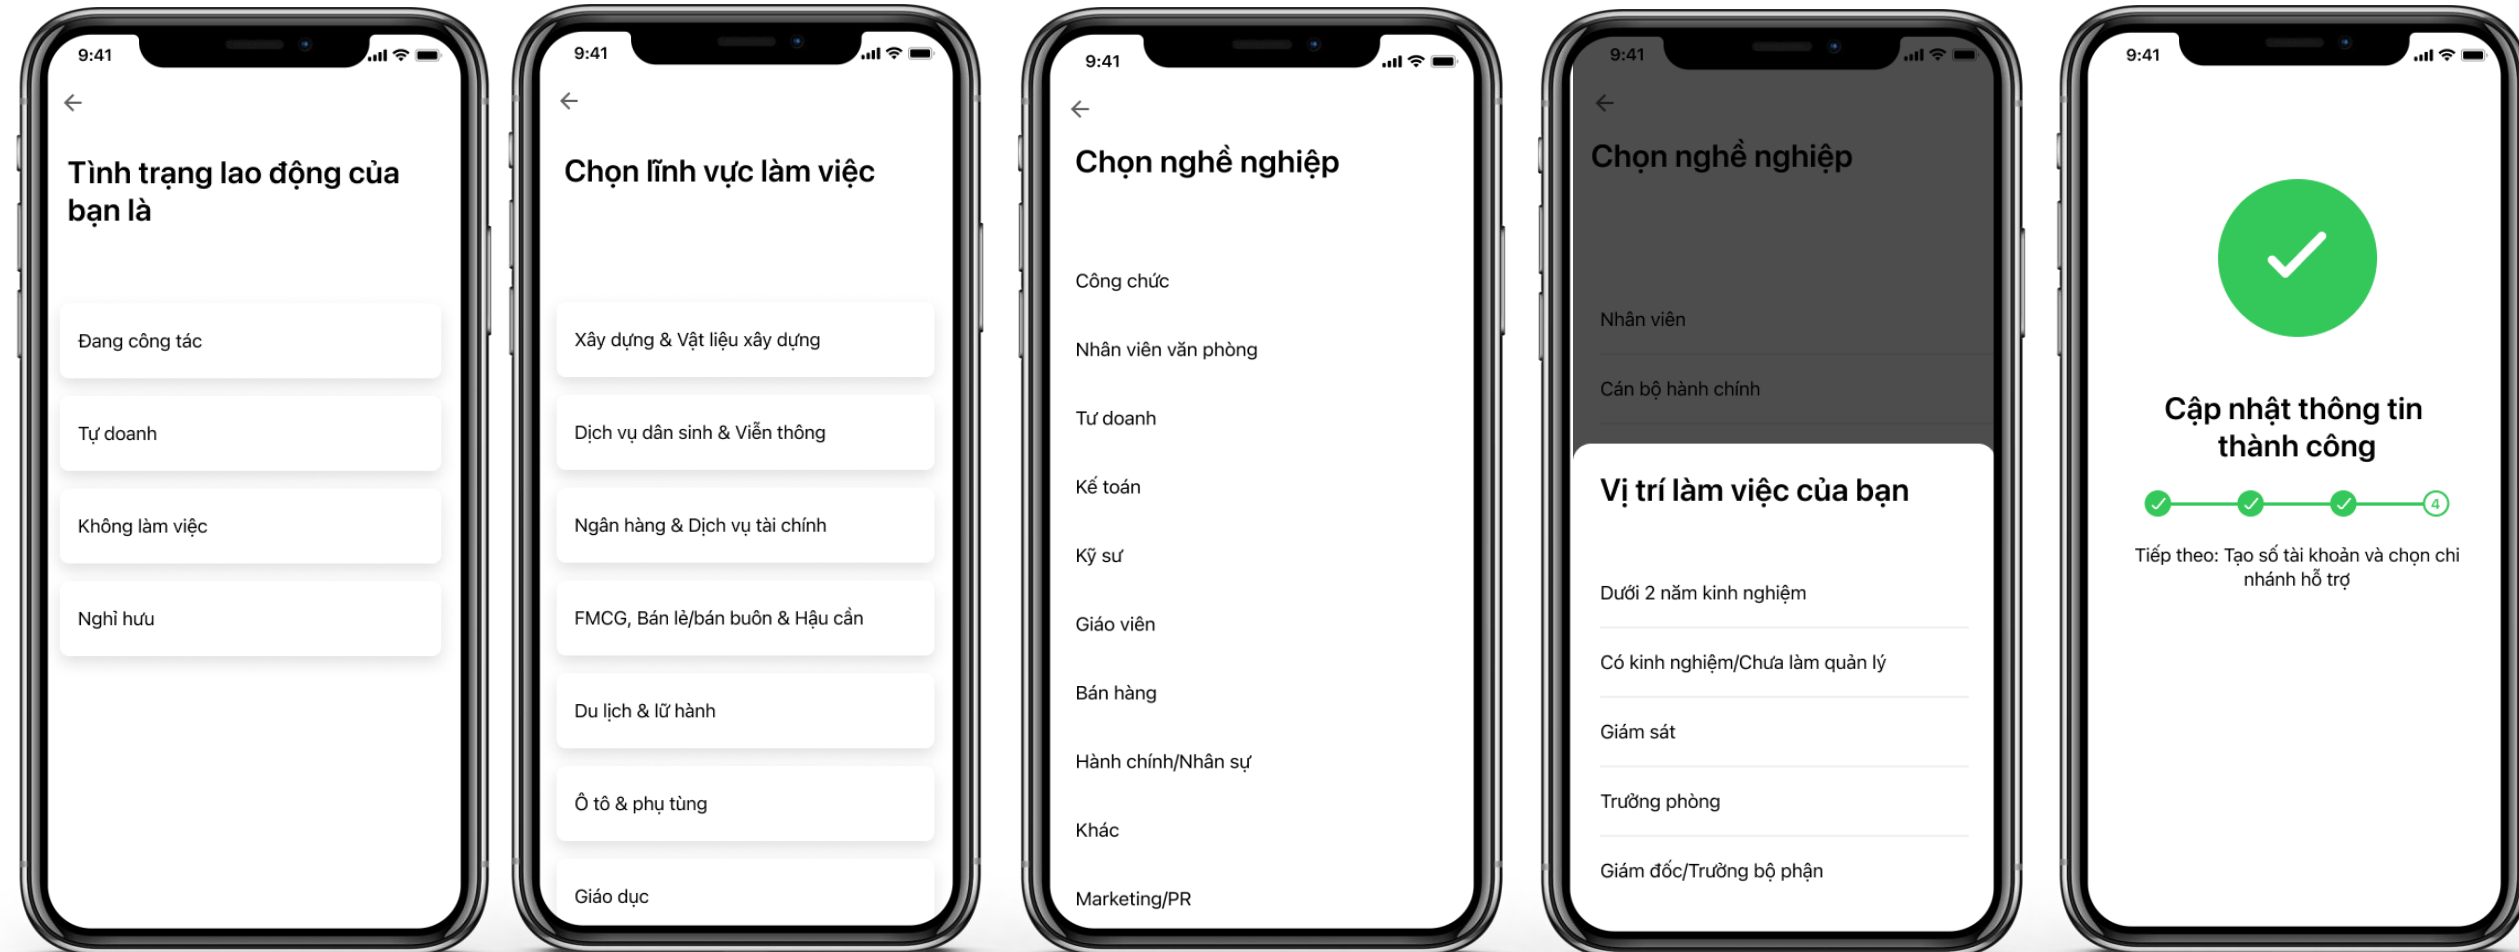 9:41
Tình trạng lao động của
bạn là
Đang công tác
Tự doanh
Không làm việc
Nghỉ hưu
9:41
Chọn lĩnh vực làm việc
Xây dựng & Vật liệu xây dựng
Dịch vụ dân sinh & Viễn thông
Ngân hàng & Dịch vụ tài chính
FMCG, Bán lẻ/bán buôn & Hậu cần
Du lịch & lữ hành
Ô tô & phụ tùng
Giáo dục
9:41
Chọn nghề nghiệp
Công chức
Nhân viên văn phòng
Tư doanh
Kế toán
Kỹ sư
Giáo viên
Bán hàng
Hành chính/Nhân sự
Khác
Marketing/PR
9:41
Chọn nghề nghiệp
Nhân viên
Cán bộ hành chính
Vị trí làm việc của bạn
Dưới 2 năm kinh nghiệm
Có kinh nghiệm/Chưa làm quản lý
Giám sát
Trưởng phòng
Giám đốc/Trưởng bộ phận
9:41
Cập nhật thông tin
thành công
4
Tiếp theo: Tạo số tài khoản và chọn chi
nhánh hỗ trợ